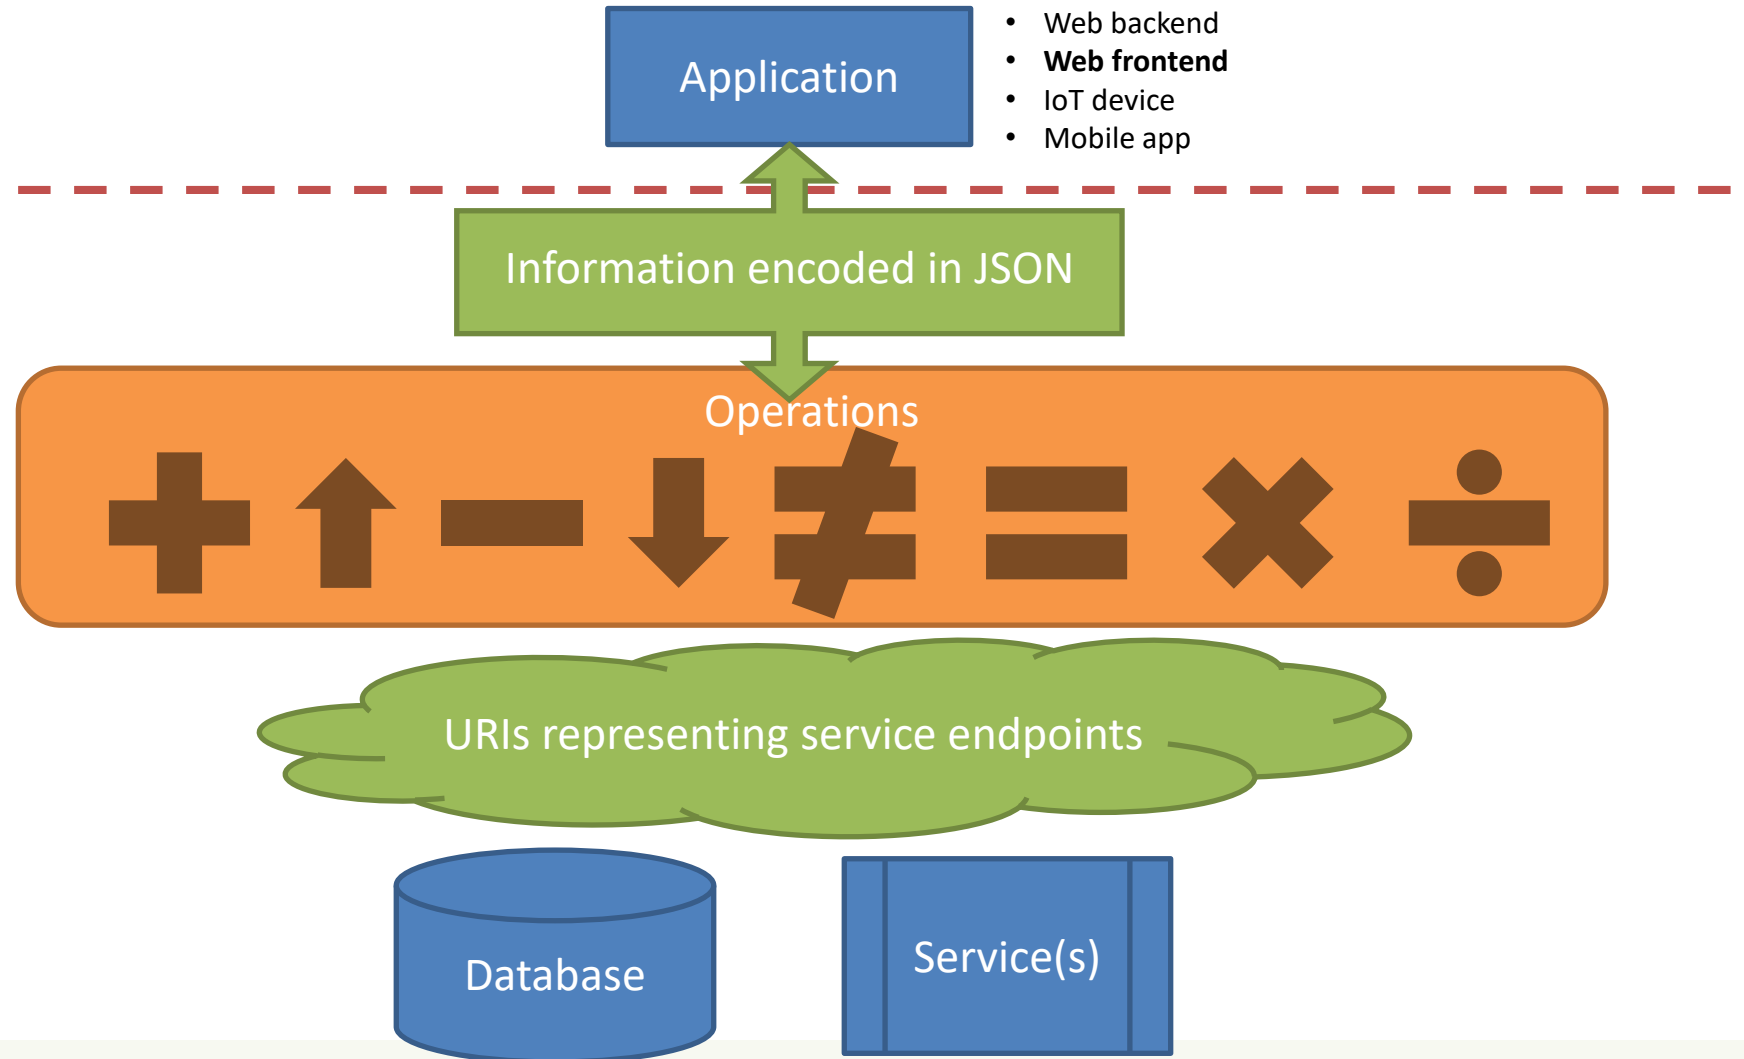 Application
• Web backend
• Web frontend
• IoT device
• Mobile app
Information encoded in JSON
Operations
URIs representing service endpoints
Database
Service(s)